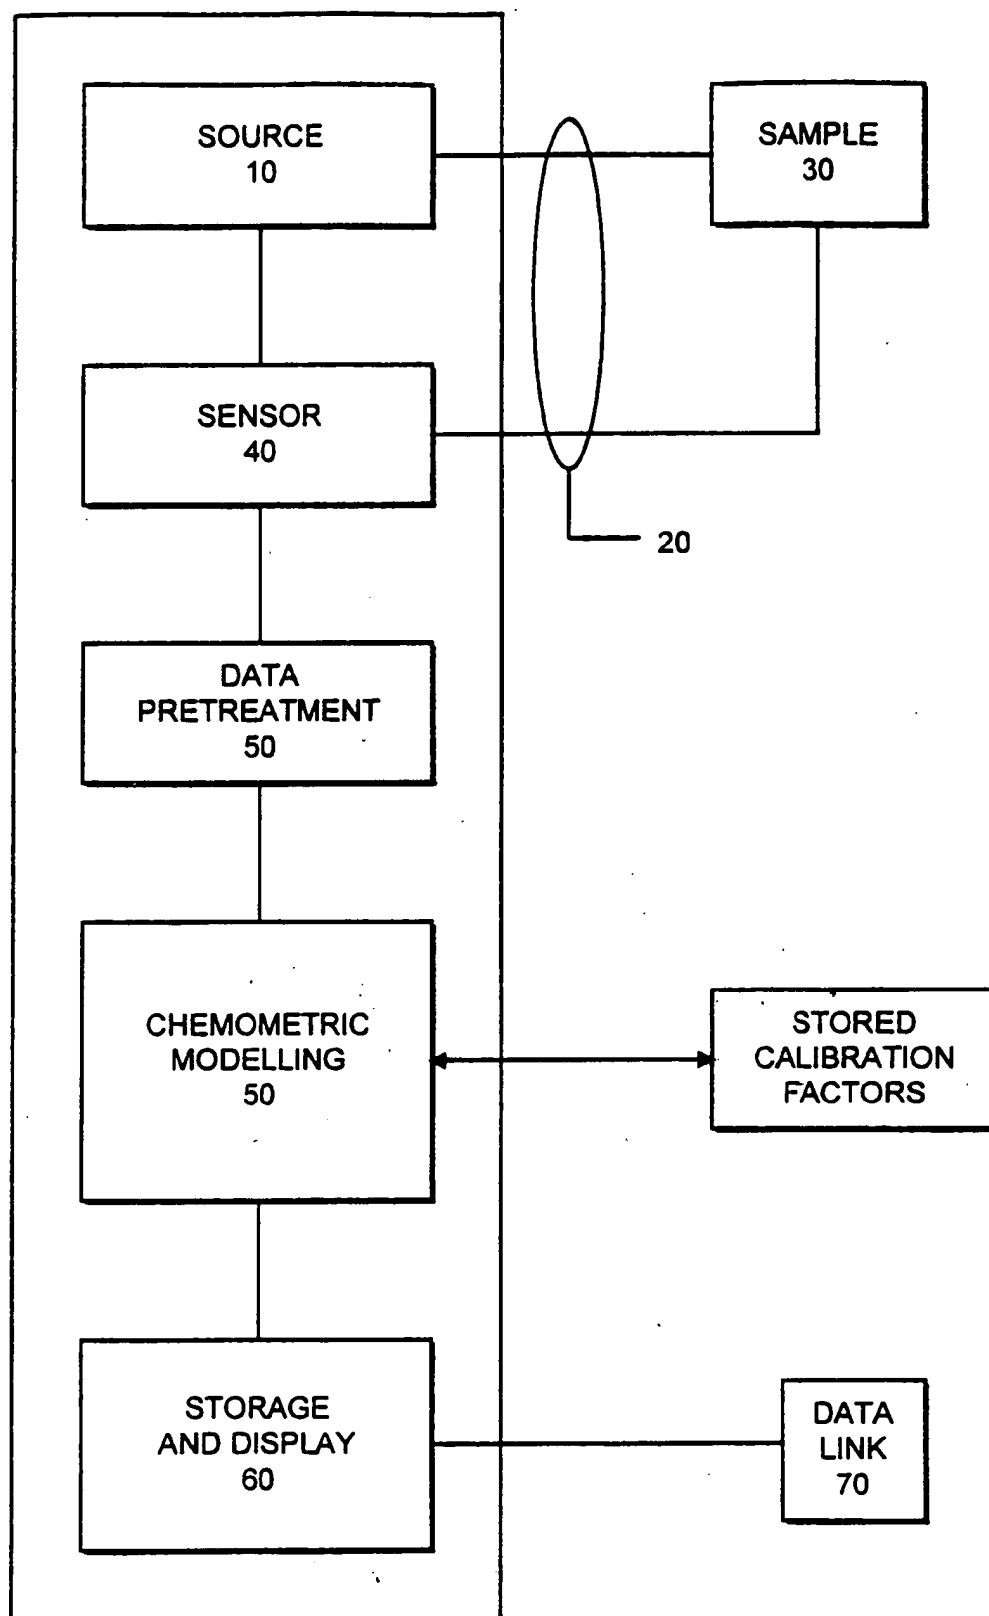 SOURCE
10
SAMPLE
30
SENSOR
40
20
DATA
PRETREATMENT
50
CHEMOMETRIC
MODELLING
50
STORED
CALIBRATION
FACTORS
STORAGE
AND DISPLAY
60
DATA
LINK
70